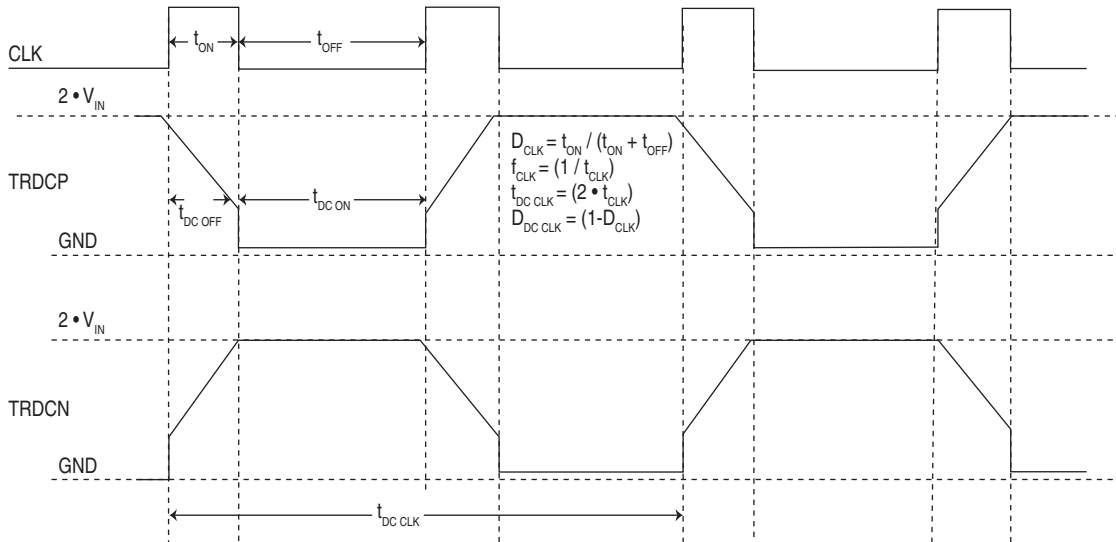 CLK
t_ON
t_OFF
2 • V_IN
TRDCP
D_CLK = t_ON / (t_ON + t_OFF)
f_CLK = (1 / t_CLK)
t_DC CLK = (2 • t_CLK)
D_DC CLK = (1-D_CLK)
t_DC OFF
t_DC ON
GND
2 • V_IN
TRDCN
GND
t_DC CLK